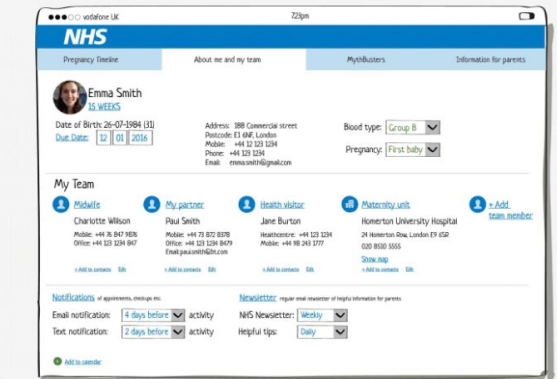 vodafone UK 7.23pm
NHS
Pregnancy Timeline About me and my team MythBusters Information for parents
Emma Smith
15 WEEKS
Date of Birth: 26-07-1984 (31)
Due Date: 12 01 2016
Address: 188 Commercial street
Postcode: E1 6NF, London
Mobile: +44 12 123 1234
Phone: +44 123 1234
Email: emma.smith@gmail.com
Blood type: Group B
Pregnancy: First baby
My Team
Midwife
Charlotte Willson
Mobile: +44 76 847 9876
Office: +44 123 1234 847
+ Add to contacts Edit
My partner
Paul Smith
Mobile: +44 73 872 8378
Office: +44 123 1234 8479
Email:paul.smith@bt.com
+ Add to contacts Edit
Health visitor
Jane Burton
Healthcentre: +44 123 1234
Mobile: +44 98 243 1777
+ Add to contacts Edit
Maternity unit
Homerton University Hospital
24 Homerton Row, London E9 6SR
020 8510 5555
Show map
+ Add to contacts Edit
+ Add
team member
Notifications of appointments, checkups etc.
Email notification: 4 days before activity
Text notification: 2 days before activity
Newsletter regular email newsletter of helpful information for parents
NHS Newsletter: Weekly
Helpful tips: Daily
Add to calendar